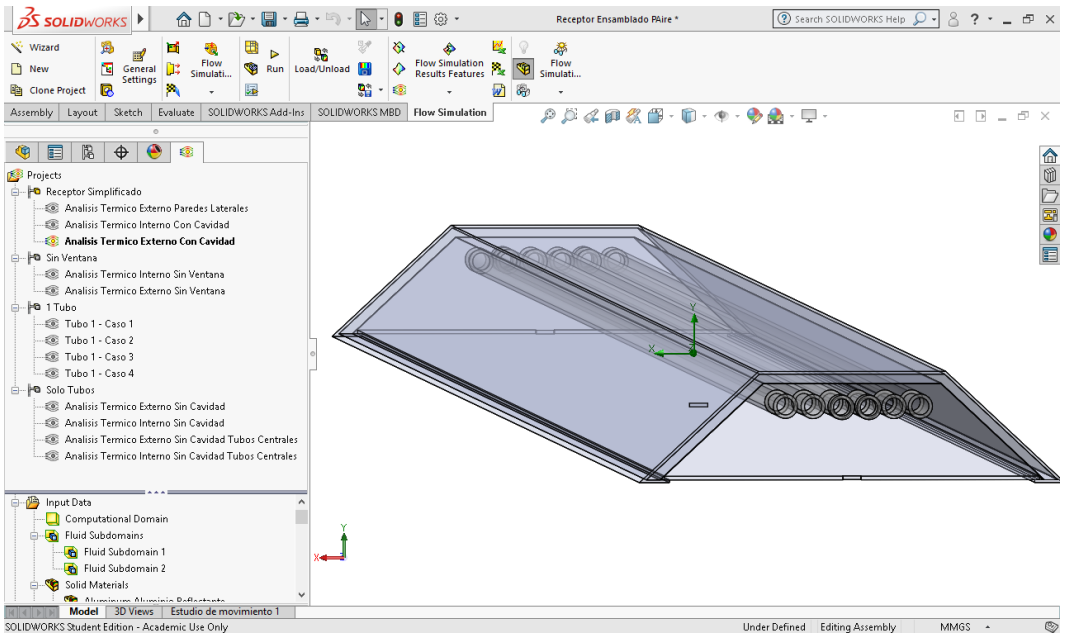 SOLIDWORKS
Receptor Ensamblado PAire *
Search SOLIDWORKS Help
Wizard
New
Clone Project
General Settings
Flow Simulati...
Run
Load/Unload
Flow Simulation Results Features
Flow Simulati...
Assembly Layout Sketch Evaluate SOLIDWORKS Add-Ins SOLIDWORKS MBD Flow Simulation
Projects
Receptor Simplificado
Analisis Termico Externo Paredes Laterales
Analisis Termico Interno Con Cavidad
Analisis Termico Externo Con Cavidad
Sin Ventana
Analisis Termico Interno Sin Ventana
Analisis Termico Externo Sin Ventana
1 Tubo
Tubo 1 - Caso 1
Tubo 1 - Caso 2
Tubo 1 - Caso 3
Tubo 1 - Caso 4
Solo Tubos
Analisis Termico Externo Sin Cavidad
Analisis Termico Interno Sin Cavidad
Analisis Termico Externo Sin Cavidad Tubos Centrales
Analisis Termico Interno Sin Cavidad Tubos Centrales
Input Data
Computational Domain
Fluid Subdomains
Fluid Subdomain 1
Fluid Subdomain 2
Solid Materials
Aluminum Aluminio Reflectante
Y
X
Y
X
Model 3D Views Estudio de movimiento 1
SOLIDWORKS Student Edition - Academic Use Only
Under Defined Editing Assembly MMGS